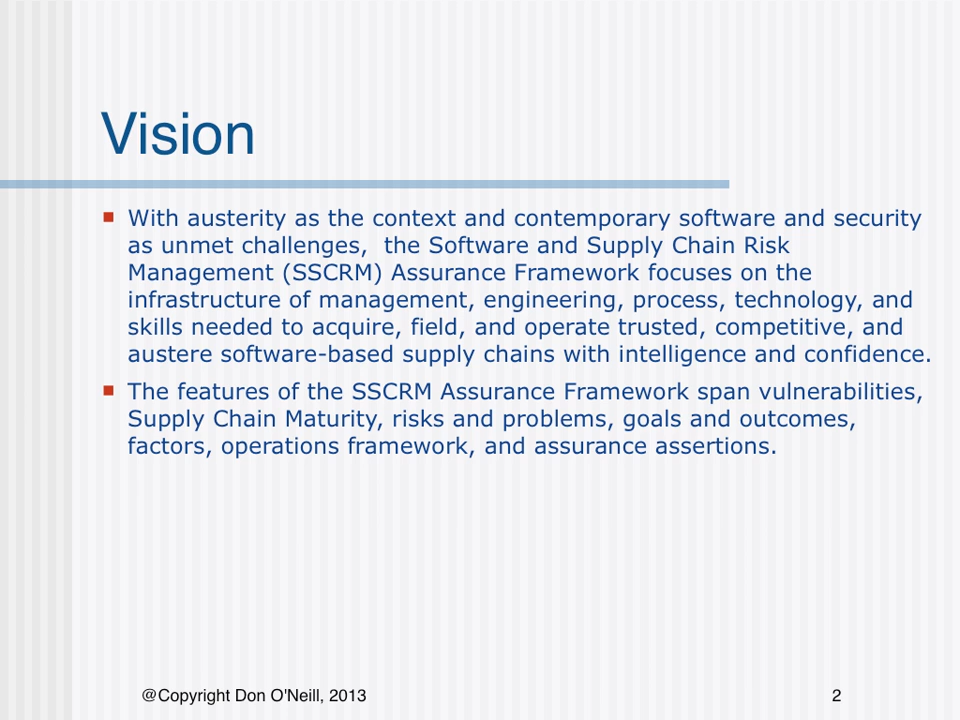 Vision
With austerity as the context and contemporary software and security
as unmet challenges,  the Software and Supply Chain Risk
Management (SSCRM) Assurance Framework focuses on the
infrastructure of management, engineering, process, technology, and
skills needed to acquire, field, and operate trusted, competitive, and
austere software-based supply chains with intelligence and confidence.
The features of the SSCRM Assurance Framework span vulnerabilities,
Supply Chain Maturity, risks and problems, goals and outcomes,
factors, operations framework, and assurance assertions.
@Copyright Don O'Neill, 2013
2